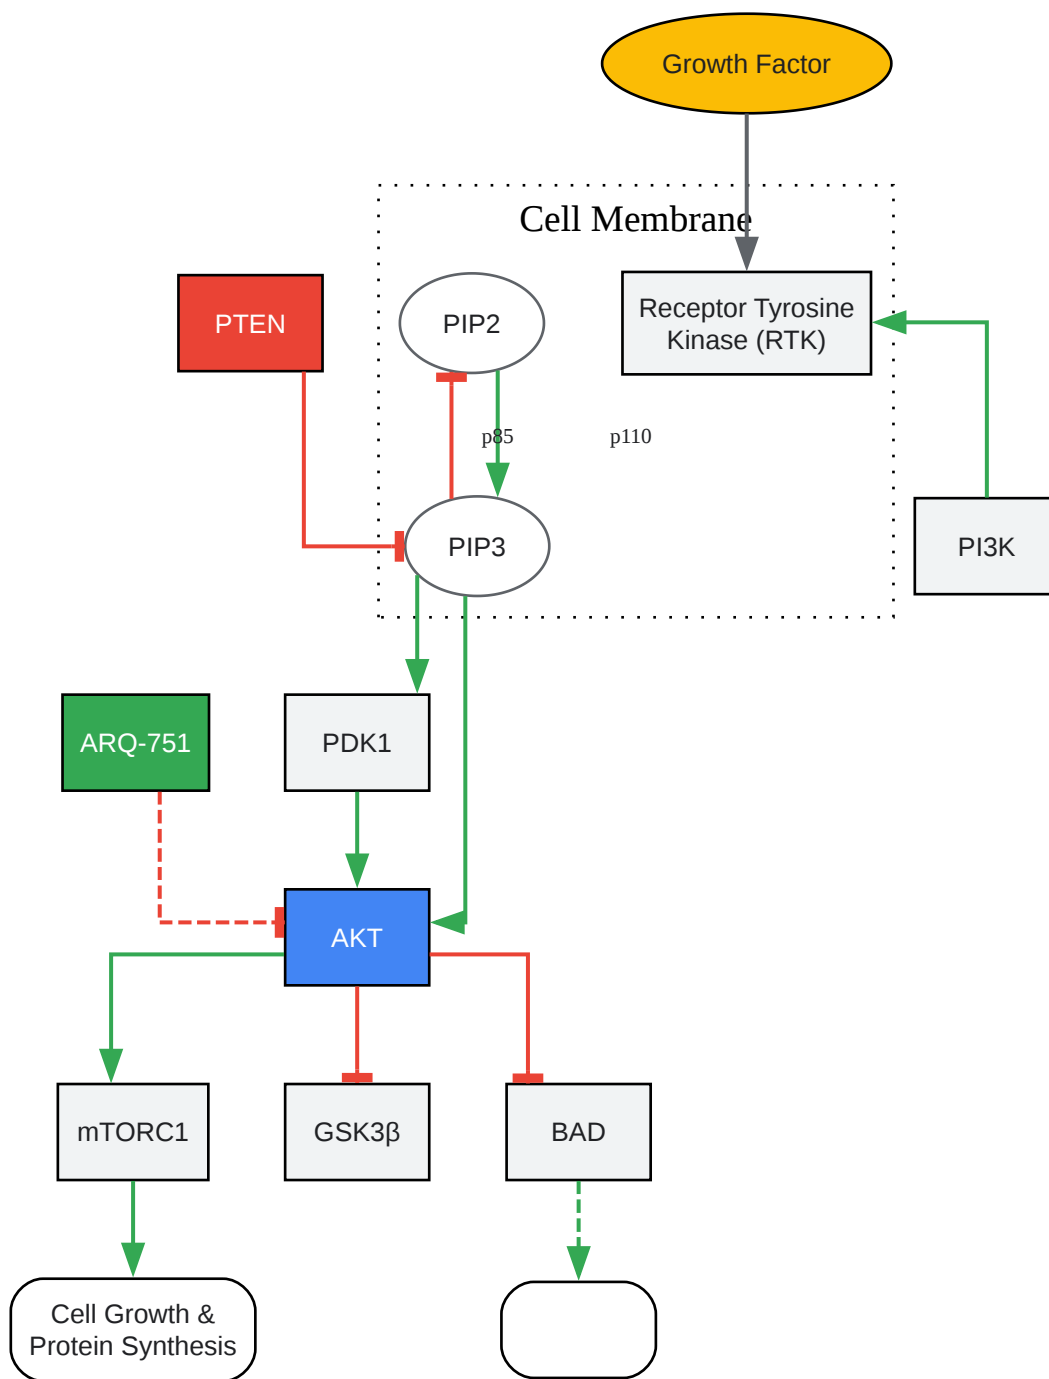 Growth Factor
Cell Membrane
PTEN
PIP2
Receptor Tyrosine
Kinase (RTK)
p85
p110
PIP3
PI3K
ARQ-751
PDK1
AKT
mTORC1
GSK3β
BAD
Cell Growth &
Protein Synthesis